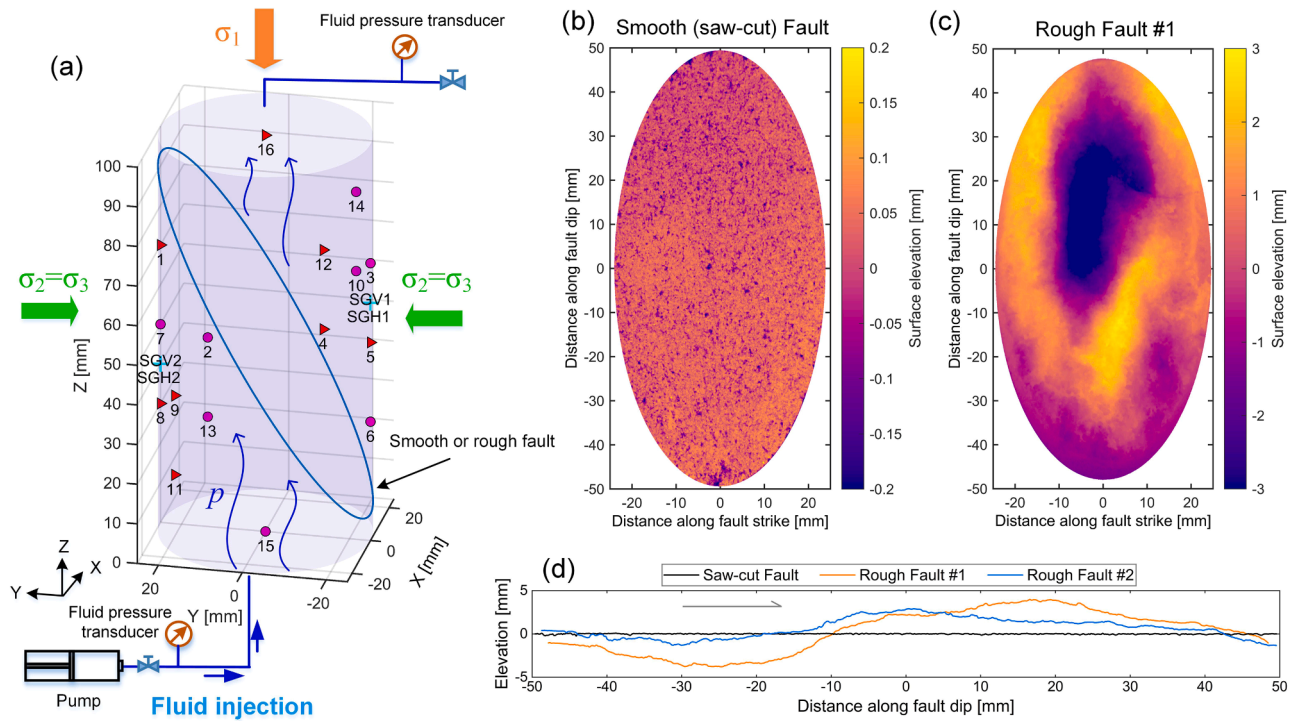 (a)
σ1
Fluid pressure transducer
16
14
1
12
3
10
SGV1
SGH1
σ2=σ3
σ2=σ3
7
2
4
5
SGV2
SGH2
8
9
13
6
11
15
p
Smooth or rough fault
100
90
80
70
60
50
40
30
20
10
0
Z [mm]
20
0
-20
Y [mm]
20
0
-20
X [mm]
Z
X
Y
Fluid pressure
transducer
Pump
Fluid injection
(b)
Smooth (saw-cut) Fault
50
40
30
20
10
0
-10
-20
-30
-40
-50
Distance along fault dip [mm]
-20
-10
0
10
20
Distance along fault strike [mm]
0.2
0.15
0.1
0.05
0
-0.05
-0.1
-0.15
-0.2
Surface elevation [mm]
(c)
Rough Fault #1
50
40
30
20
10
0
-10
-20
-30
-40
-50
Distance along fault dip [mm]
-20
-10
0
10
20
Distance along fault strike [mm]
3
2
1
0
-1
-2
-3
Surface elevation [mm]
(d)
Saw-cut Fault
Rough Fault #1
Rough Fault #2
5
0
-5
Elevation [mm]
-50
-40
-30
-20
-10
0
10
20
30
40
50
Distance along fault dip [mm]